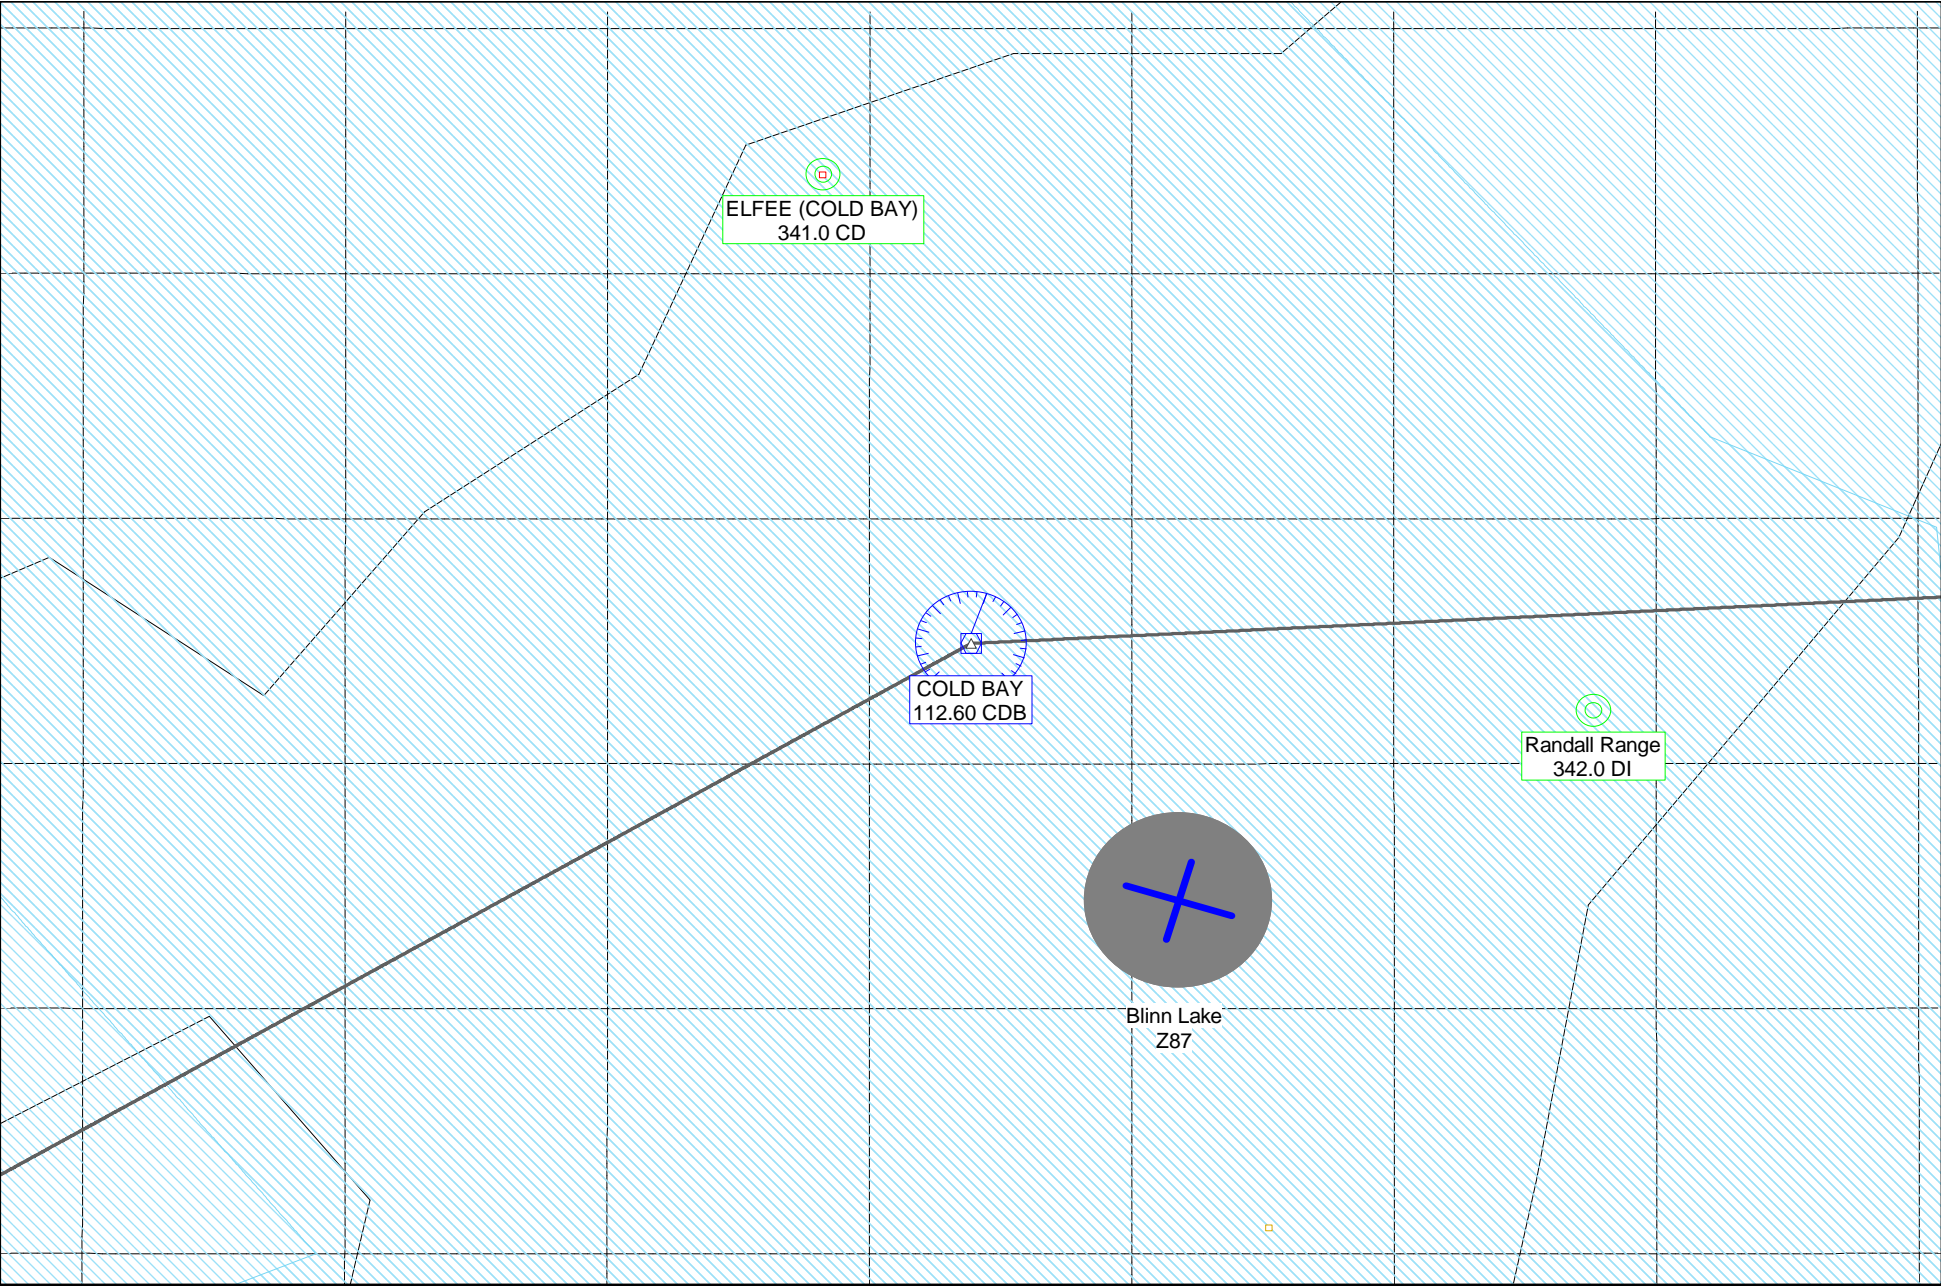 ELFEE (COLD BAY)
341.0 CD
COLD BAY
112.60 CDB
Randall Range
342.0 DI
Blinn Lake
Z87